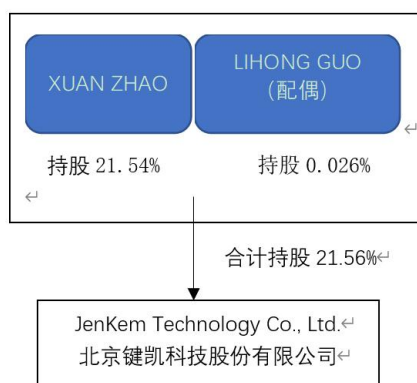 XUAN ZHAO
LIHONG GUO
(配偶)
持股 21.54%
持股 0.026%
合计持股 21.56%
JenKem Technology Co., Ltd.
北京键凯科技股份有限公司